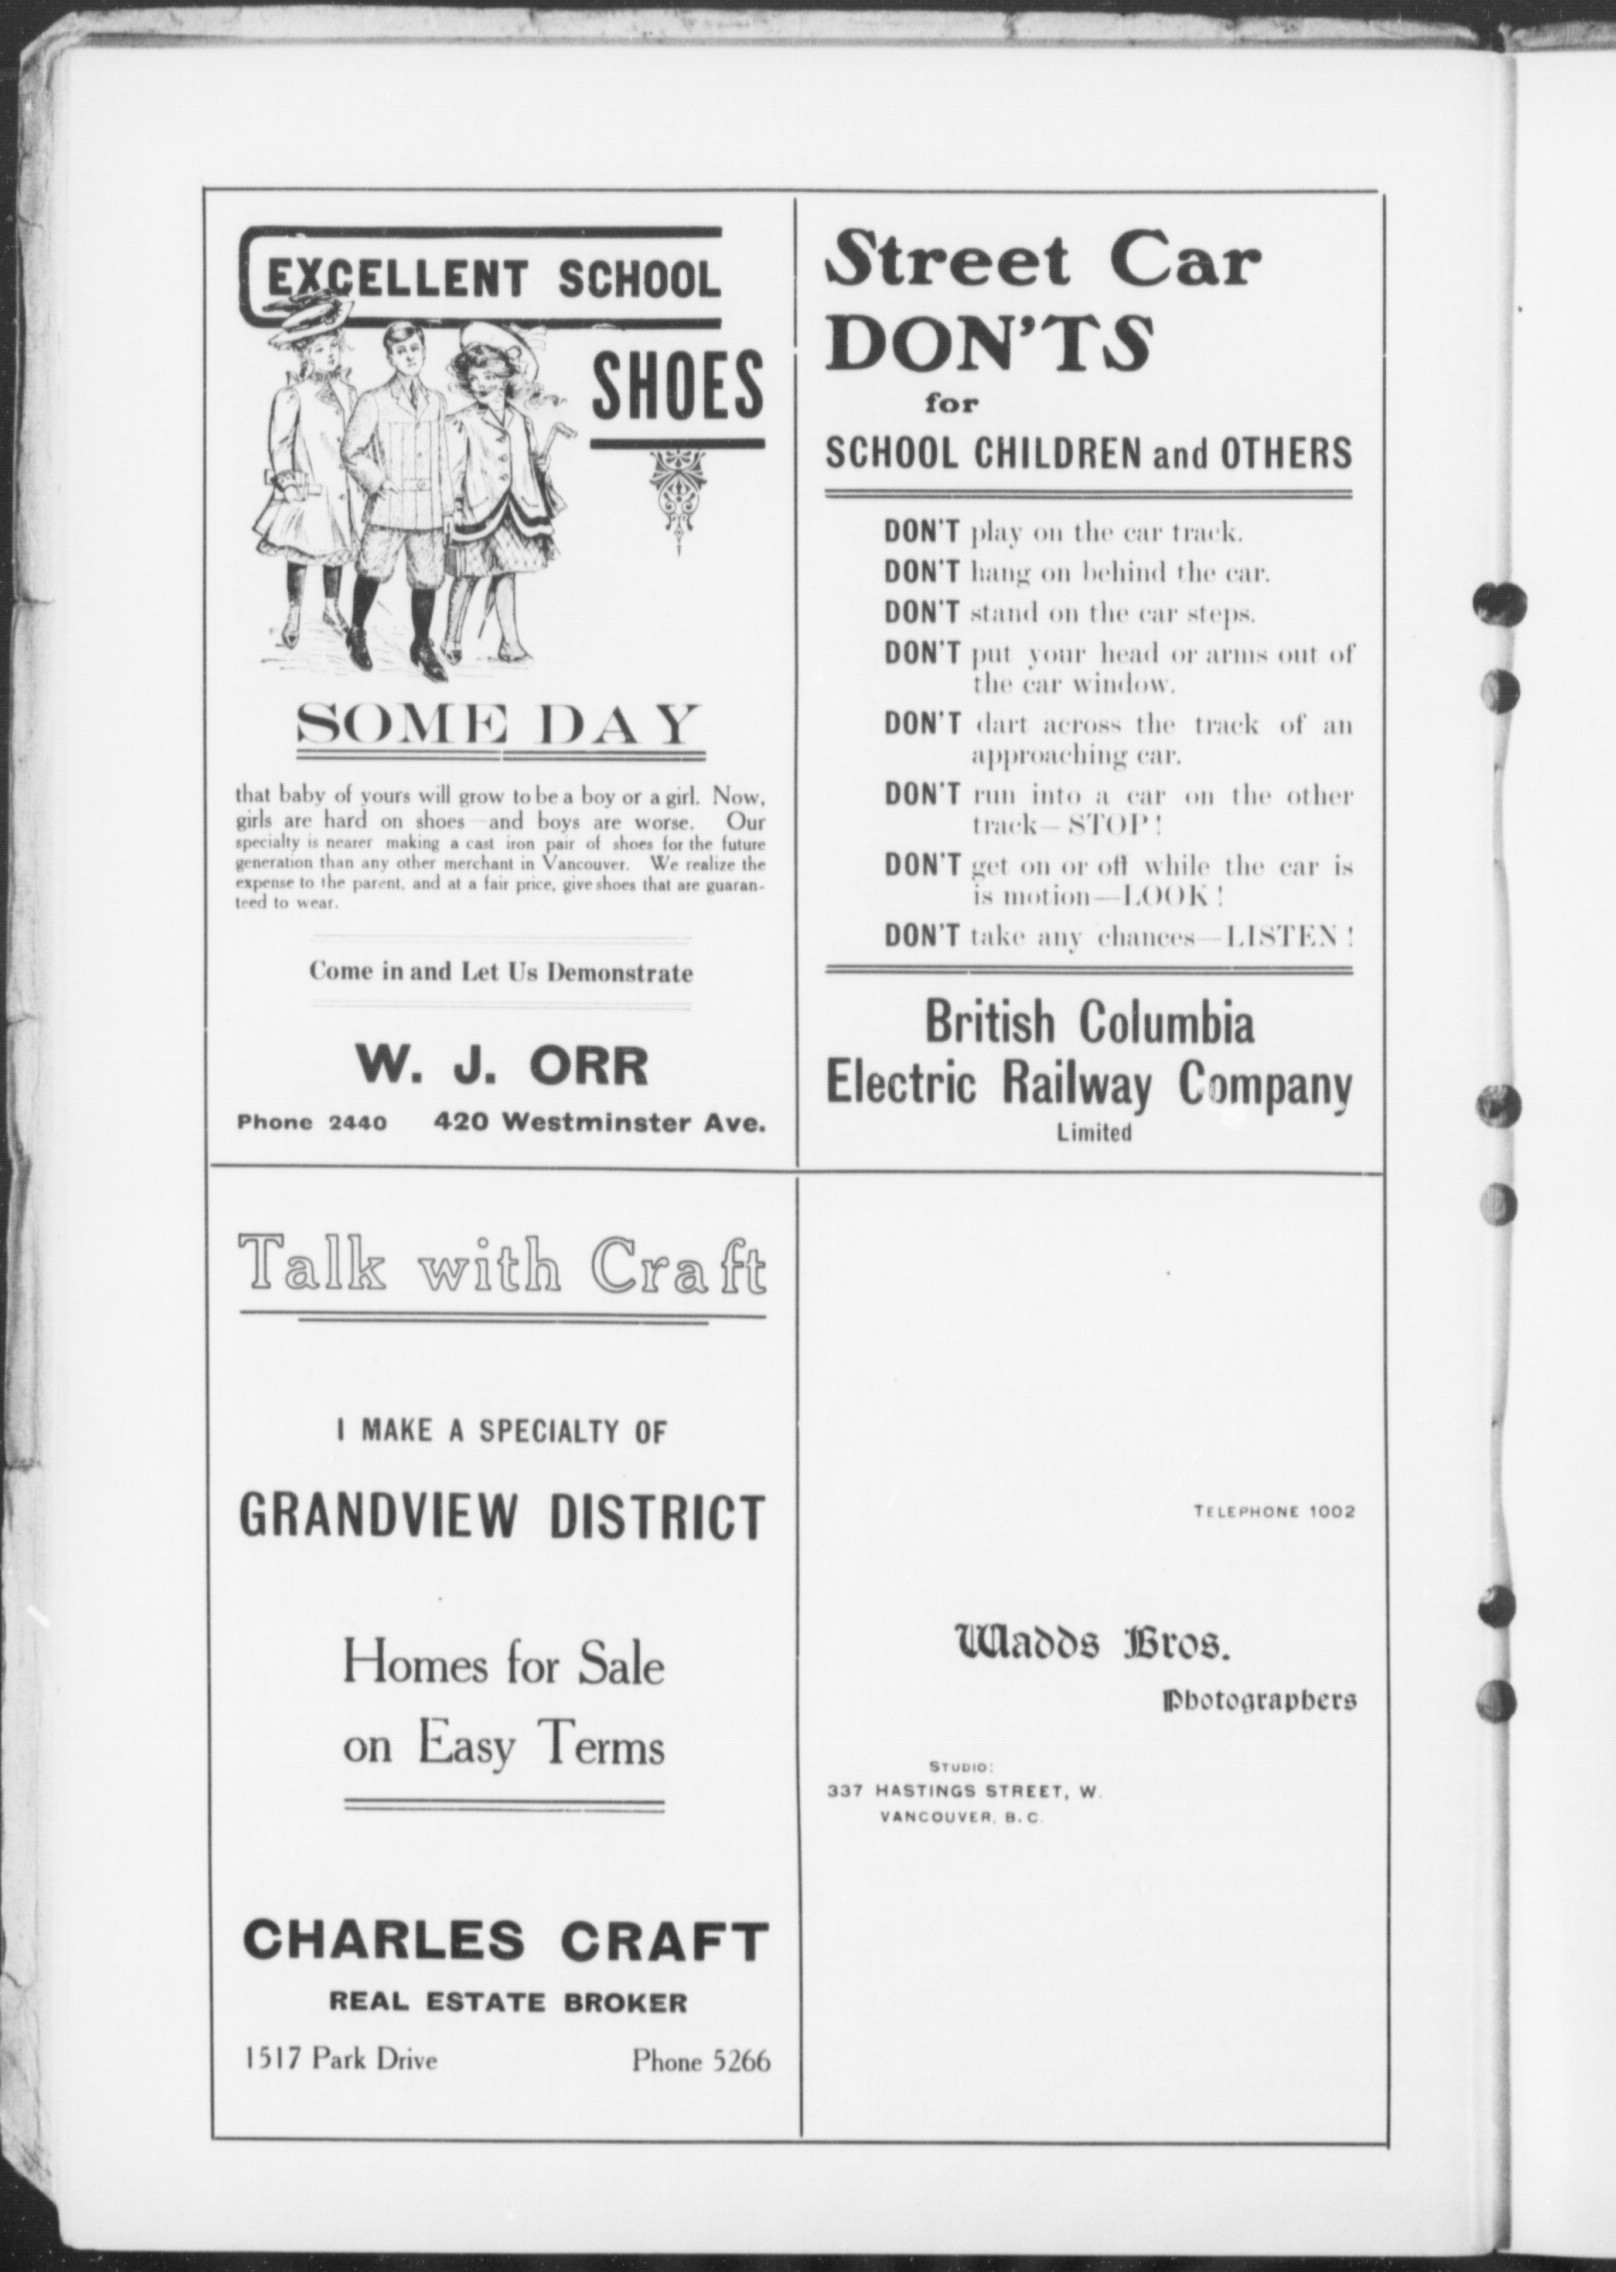 EXCELLENT SCHOOL
SHOES
SOME DAY
that baby of yours will grow to be a boy or a girl. Now,
girls are hard on shoes—and boys are worse. Our
specialty is nearer making a cast iron pair of shoes for the future
generation than any other merchant in Vancouver. We realize the
expense to the parent, and at a fair price, give shoes that are guaran-
teed to wear.
Come in and Let Us Demonstrate
W. J. ORR
Phone 2440 420 Westminster Ave.
Street Car
DON'TS
for
SCHOOL CHILDREN and OTHERS
DON'T play on the car track.
DON'T hang on behind the car.
DON'T stand on the car steps.
DON'T put your head or arms out of
the car window.
DON'T dart across the track of an
approaching car.
DON'T run into a car on the other
track—STOP!
DON'T get on or off while the car is
is motion—LOOK!
DON'T take any chances—LISTEN!
British Columbia
Electric Railway Company
Limited
Talk with Craft
I MAKE A SPECIALTY OF
GRANDVIEW DISTRICT
Homes for Sale
on Easy Terms
CHARLES CRAFT
REAL ESTATE BROKER
1517 Park Drive Phone 5266
TELEPHONE 1002
Wadds Bros.
Photographers
STUDIO:
337 HASTINGS STREET, W.
VANCOUVER, B.C.